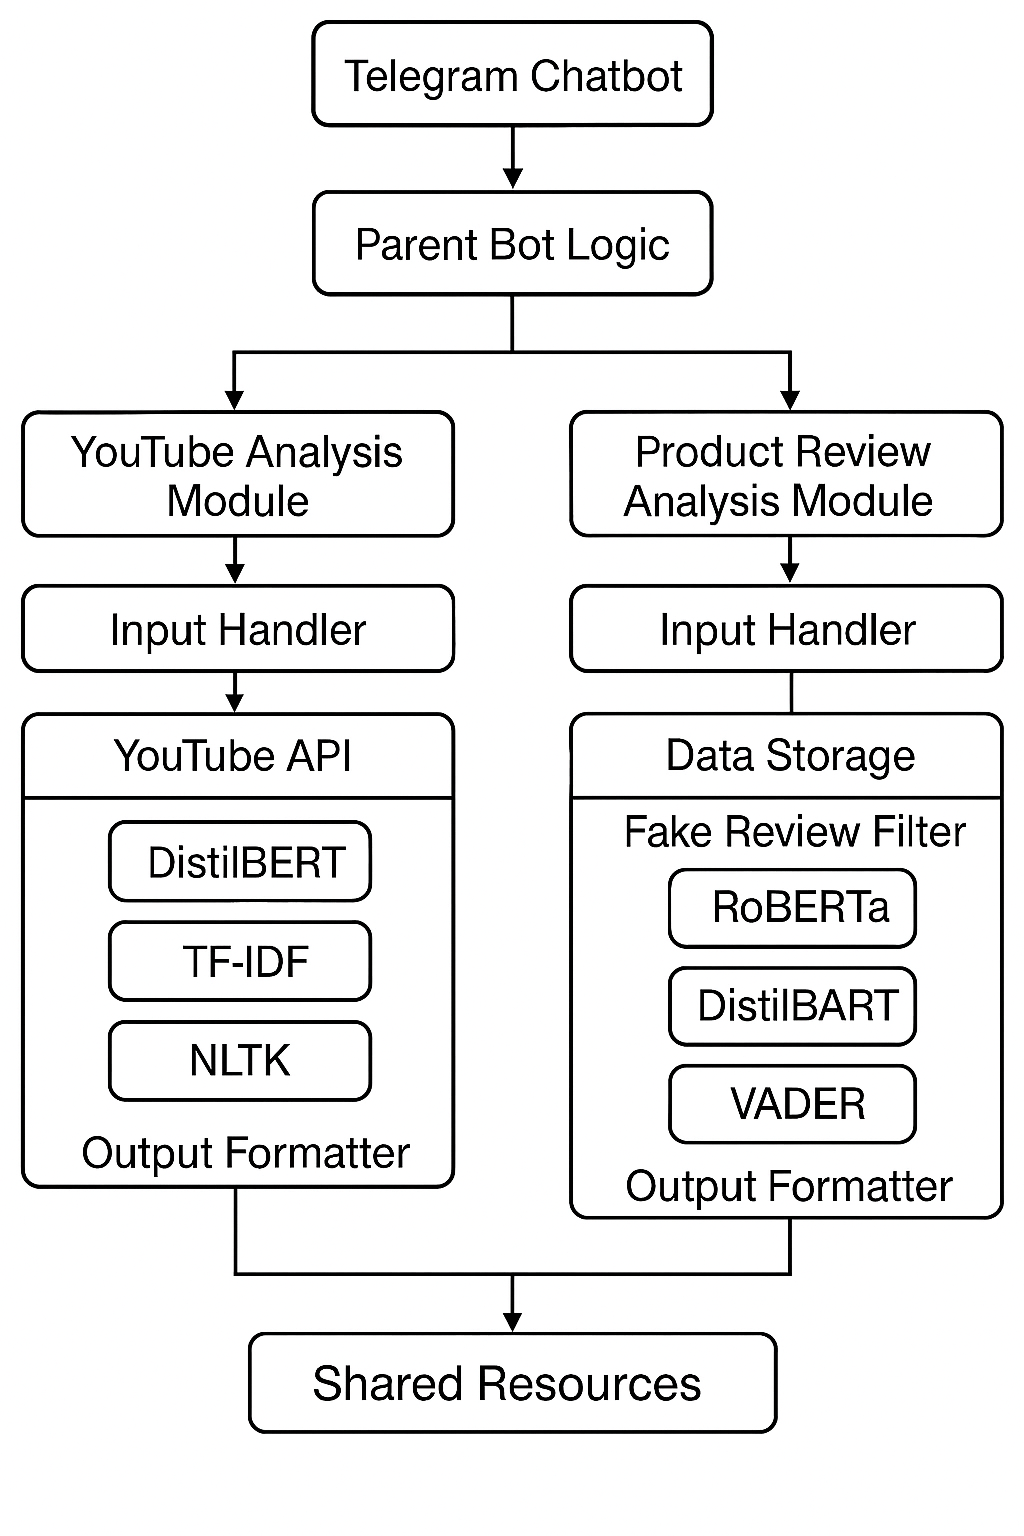 Telegram Chatbot
Parent Bot Logic
YouTube Analysis
Module
Input Handler
YouTube API
DistilBERT
TF-IDF
NLTK
Output Formatter
Product Review
Analysis Module
Input Handler
Data Storage
Fake Review Filter
RoBERTa
DistilBART
VADER
Output Formatter
Shared Resources